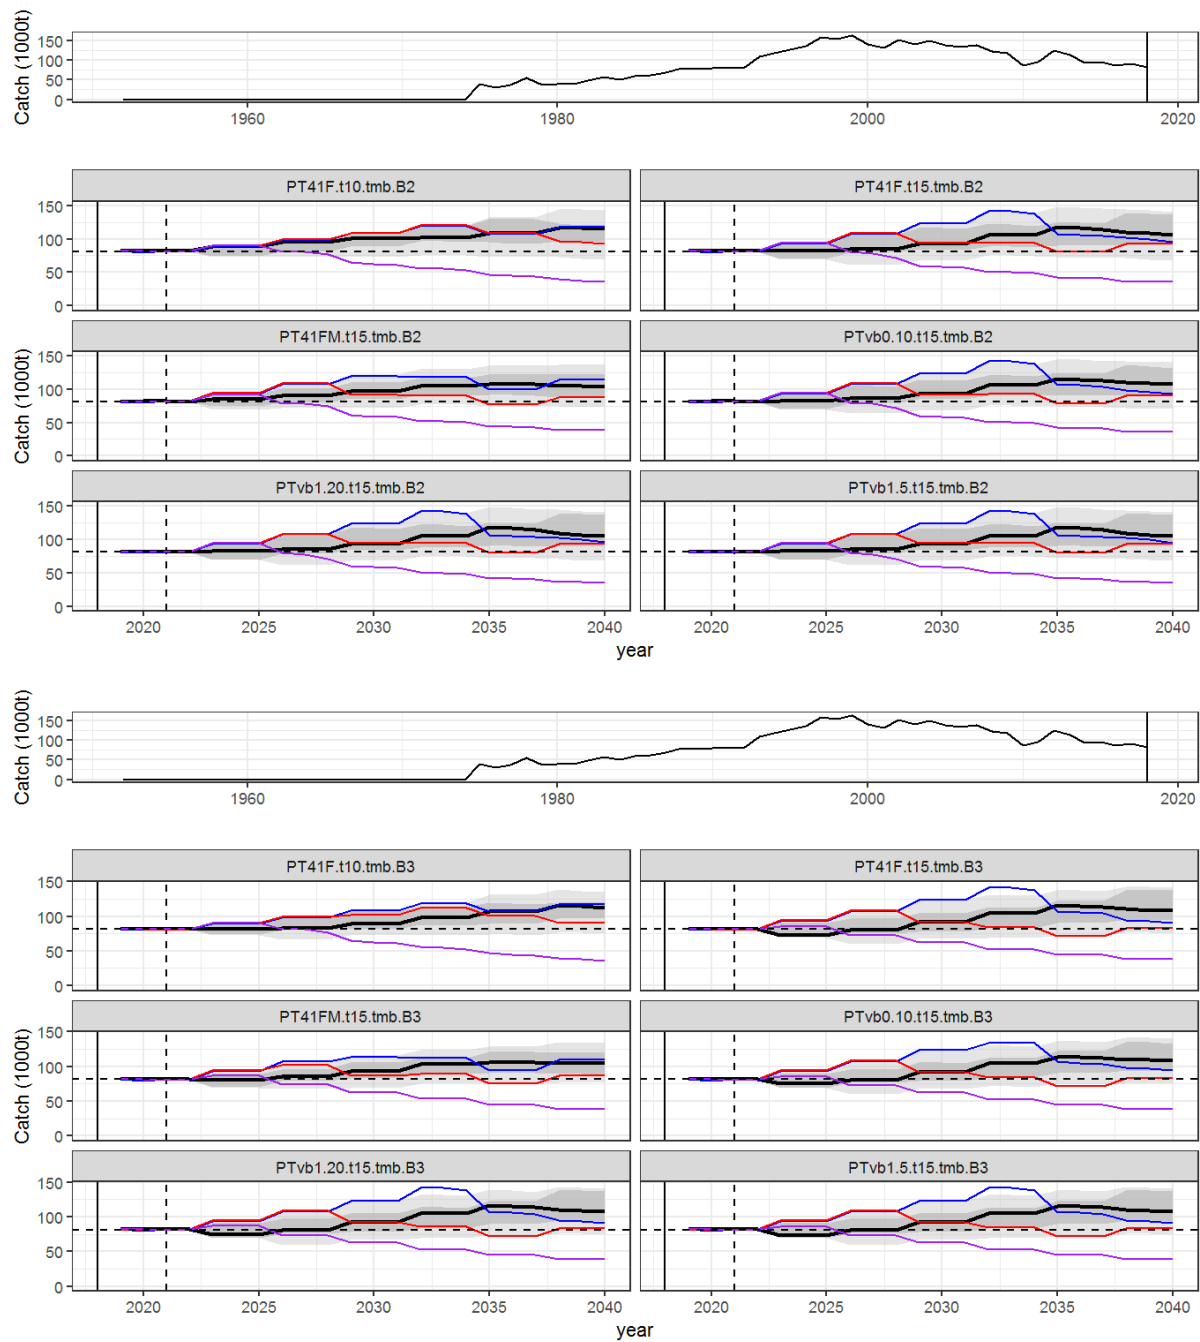 Catch (1000t)
150
100
50
0
1960 1980 2000 2020
PT41F.t10.tmb.B2 PT41F.t15.tmb.B2
150
100
50
0
PT41FM.t15.tmb.B2 PTvb0.10.t15.tmb.B2
Catch (1000t)
150
100
50
0
PTvb1.20.t15.tmb.B2 PTvb1.5.t15.tmb.B2
150
100
50
0
2020 2025 2030 2035 2040 2020 2025 2030 2035 2040
year
Catch (1000t)
150
100
50
0
1960 1980 2000 2020
PT41F.t10.tmb.B3 PT41F.t15.tmb.B3
150
100
50
0
PT41FM.t15.tmb.B3 PTvb0.10.t15.tmb.B3
Catch (1000t)
150
100
50
0
PTvb1.20.t15.tmb.B3 PTvb1.5.t15.tmb.B3
150
100
50
0
2020 2025 2030 2035 2040 2020 2025 2030 2035 2040
year